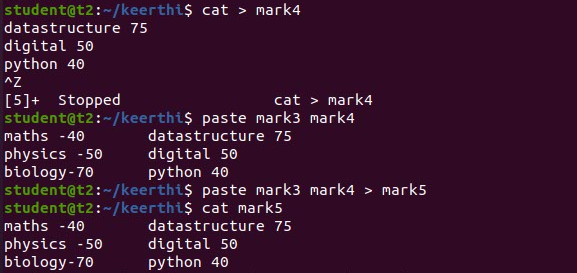 student@t2:~/keerthi$ cat > mark4
datastructure 75
digital 50
python 40
^Z
[5]+  Stopped                 cat > mark4
student@t2:~/keerthi$ paste mark3 mark4
maths -40       datastructure 75
physics -50     digital 50
biology-70      python 40
student@t2:~/keerthi$ paste mark3 mark4 > mark5
student@t2:~/keerthi$ cat mark5
maths -40       datastructure 75
physics -50     digital 50
biology-70      python 40